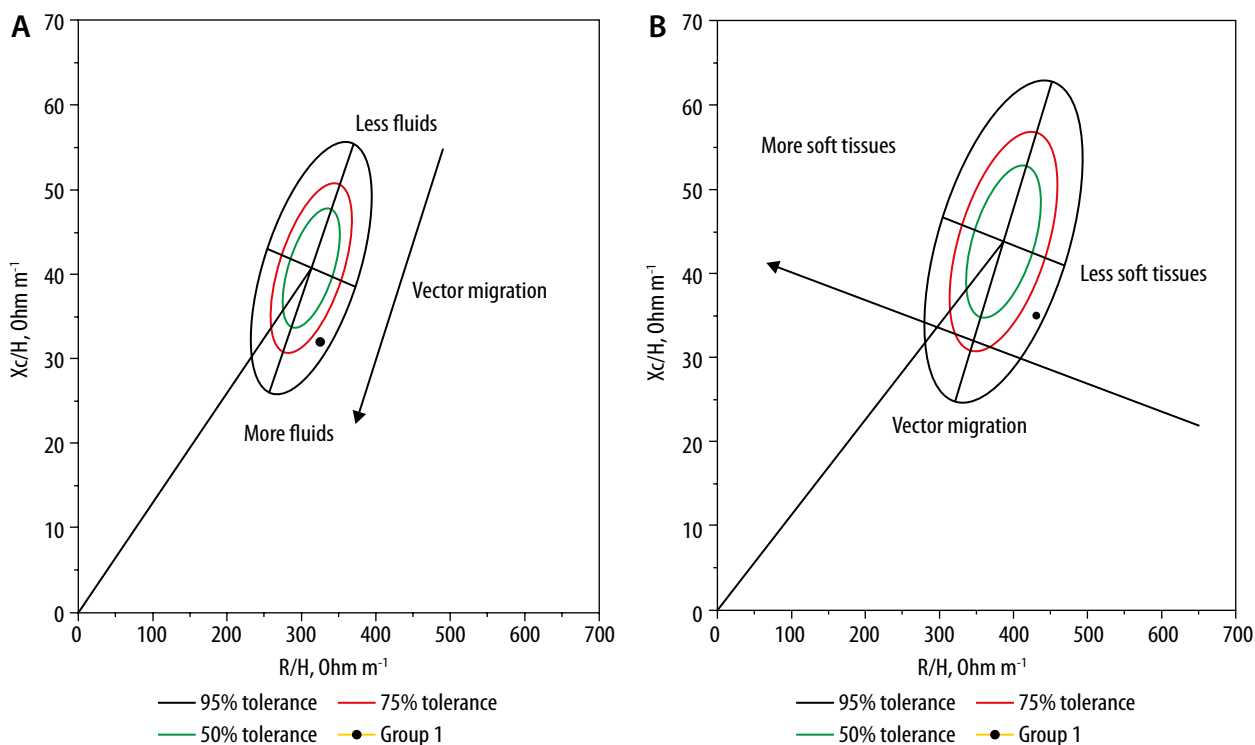 A
70
60
50
40
30
20
10
0
Xc/H, Ohm m⁻¹
Less fluids
Vector migration
More fluids
0 100 200 300 400 500 600 700
R/H, Ohm m⁻¹
95% tolerance 75% tolerance
50% tolerance Group 1
B
70
60
50
40
30
20
10
0
Xc/H, Ohm m⁻¹
More soft tissues
Less soft tissues
Vector migration
0 100 200 300 400 500 600 700
R/H, Ohm m⁻¹
95% tolerance 75% tolerance
50% tolerance Group 1